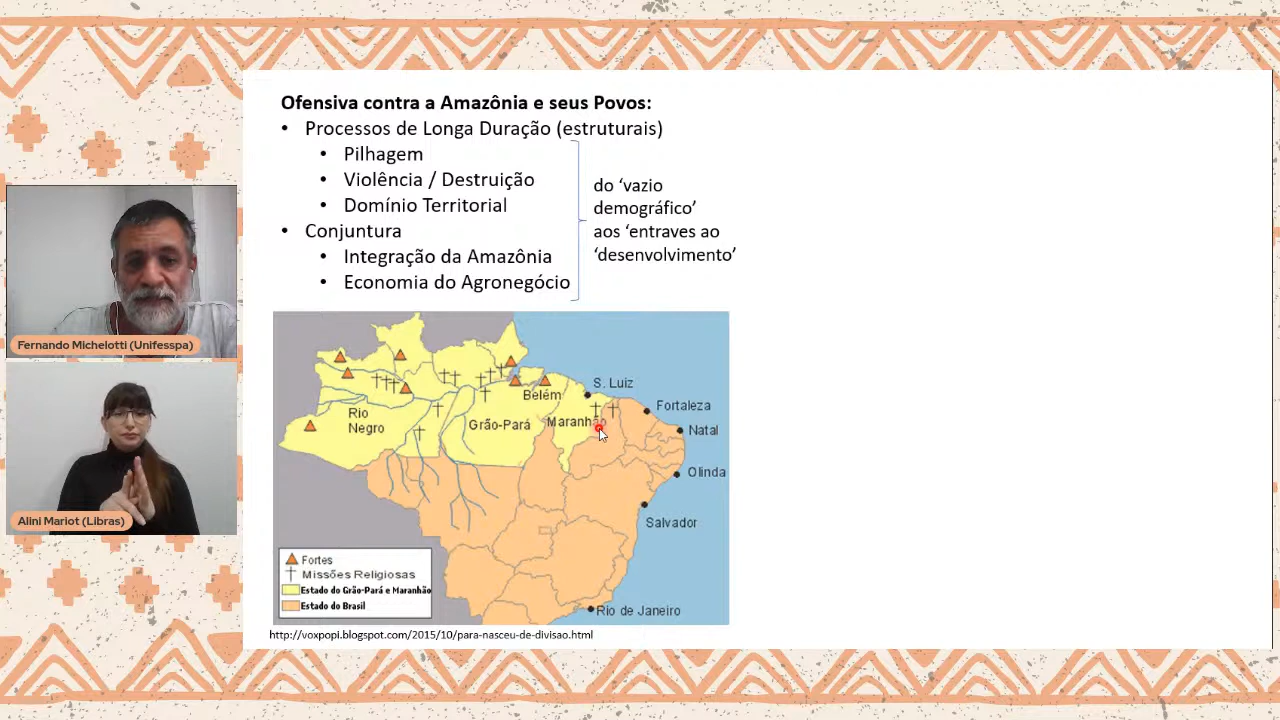 Ofensiva contra a Amazônia e seus Povos:
• Processos de Longa Duração (estruturais)
• Pilhagem
• Violência / Destruição
• Domínio Territorial
• Conjuntura
• Integração da Amazônia
• Economia do Agronegócio
do ‘vazio
demográfico’
aos ‘entraves ao
‘desenvolvimento’
Fernando Michelotti (Unifesspa)
Alini Mariot (Libras)
S. Luiz
Belém
Fortaleza
Rio
Negro
Grão-Pará
Maranhão
Natal
Olinda
Salvador
Fortes
Missões Religiosas
Estado do Grão-Pará e Maranhão
Estado do Brasil
Rio de Janeiro
http://voxpopi.blogspot.com/2015/10/para-nasceu-de-divisao.html